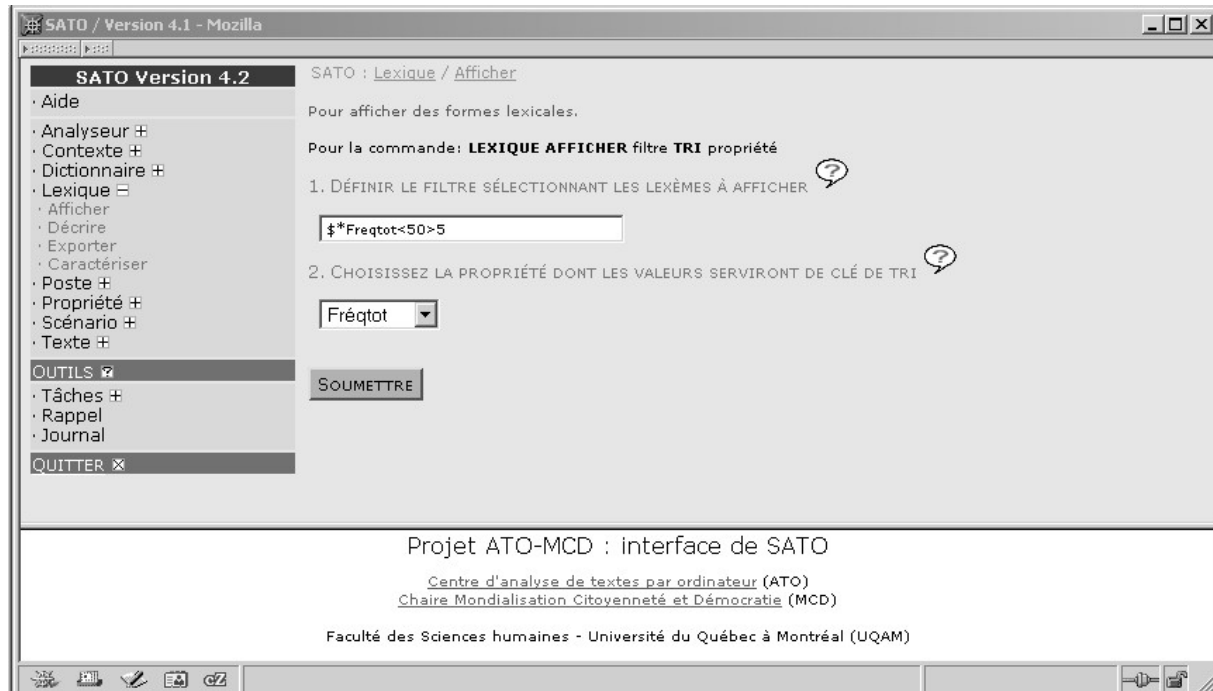 SATO / Version 4.1 - Mozilla
SATO Version 4.2
· Aide
· Analyseur
· Contexte
· Dictionnaire
· Lexique
· Afficher
· Décrire
· Exporter
· Caractériser
· Poste
· Propriété
· Scénario
· Texte
OUTILS
· Tâches
· Rappel
· Journal
QUITTER
SATO : Lexique / Afficher
Pour afficher des formes lexicales.
Pour la commande: LEXIQUE AFFICHER filtre TRI propriété
1. DÉFINIR LE FILTRE SÉLECTIONNANT LES LEXÈMES À AFFICHER ?
$*Freqtot<50>5
2. CHOISISSEZ LA PROPRIÉTÉ DONT LES VALEURS SERVIRONT DE CLÉ DE TRI ?
Fréqtot
SOUMETTRE
Projet ATO-MCD : interface de SATO
Centre d'analyse de textes par ordinateur (ATO)
Chaire Mondialisation Citoyenneté et Démocratie (MCD)
Faculté des Sciences humaines - Université du Québec à Montréal (UQAM)